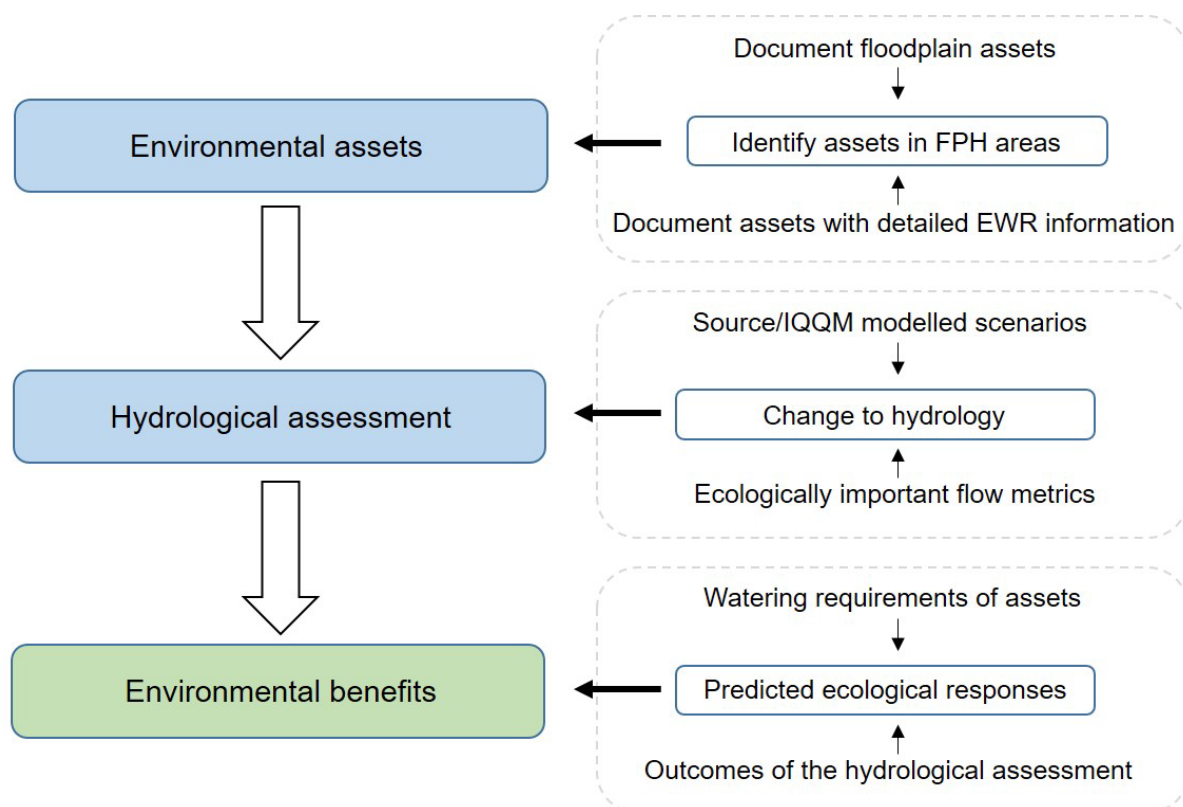 Document floodplain assets
Environmental assets
Identify assets in FPH areas
Document assets with detailed EWR information
Source/IQQM modelled scenarios
Hydrological assessment
Change to hydrology
Ecologically important flow metrics
Watering requirements of assets
Environmental benefits
Predicted ecological responses
Outcomes of the hydrological assessment